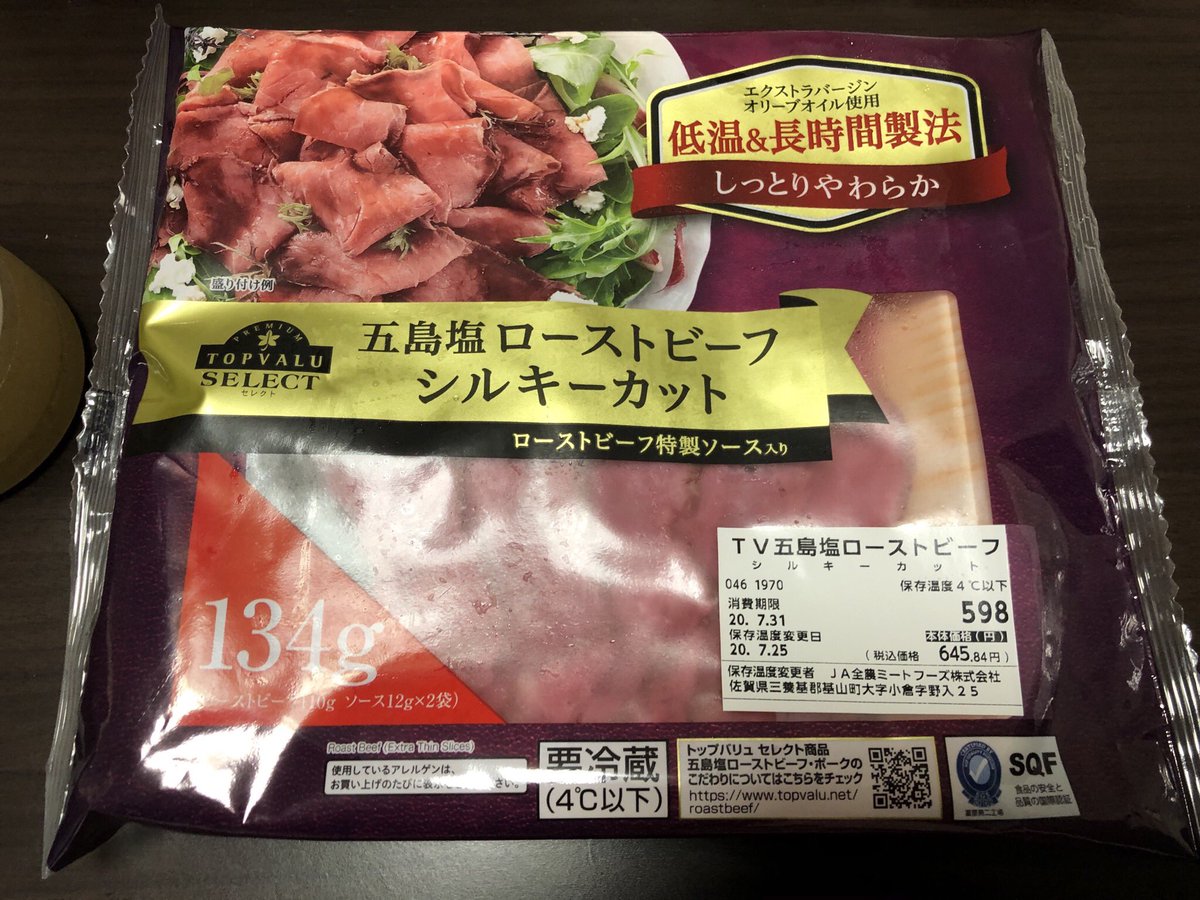 エクストラバージン
オリーブオイル使用
低温&長時間製法
しっとりやわらか
盛り付け例
PREMIUM
TOPVALU
SELECT
セレクト
五島塩ローストビーフ
シルキーカット
ローストビーフ特製ソース入り
134g
ソース12g×2袋)
TV五島塩ローストビーフ
シルキーカット
046 1970 保存温度4℃以下
消費期限
20. 7.31
598
保存温度変更日 本体価格(円)
20. 7.25 (税込価格 645.84円)
保存温度変更者 JA全農ミートフーズ株式会社
佐賀県三養基郡基山町大字小倉字野入25
Roast Beef (Extra Thin Slices)
使用しているアレルゲンは、
お買い上げのたびに
要冷蔵
(4℃以下)
トップバリュ セレクト商品
五島塩ローストビーフ・ポークの
こだわりについてはこちらをチェック
https://www.topvalu.net/
roastbeef/
SQF
食品の安全と
品質の国際認証